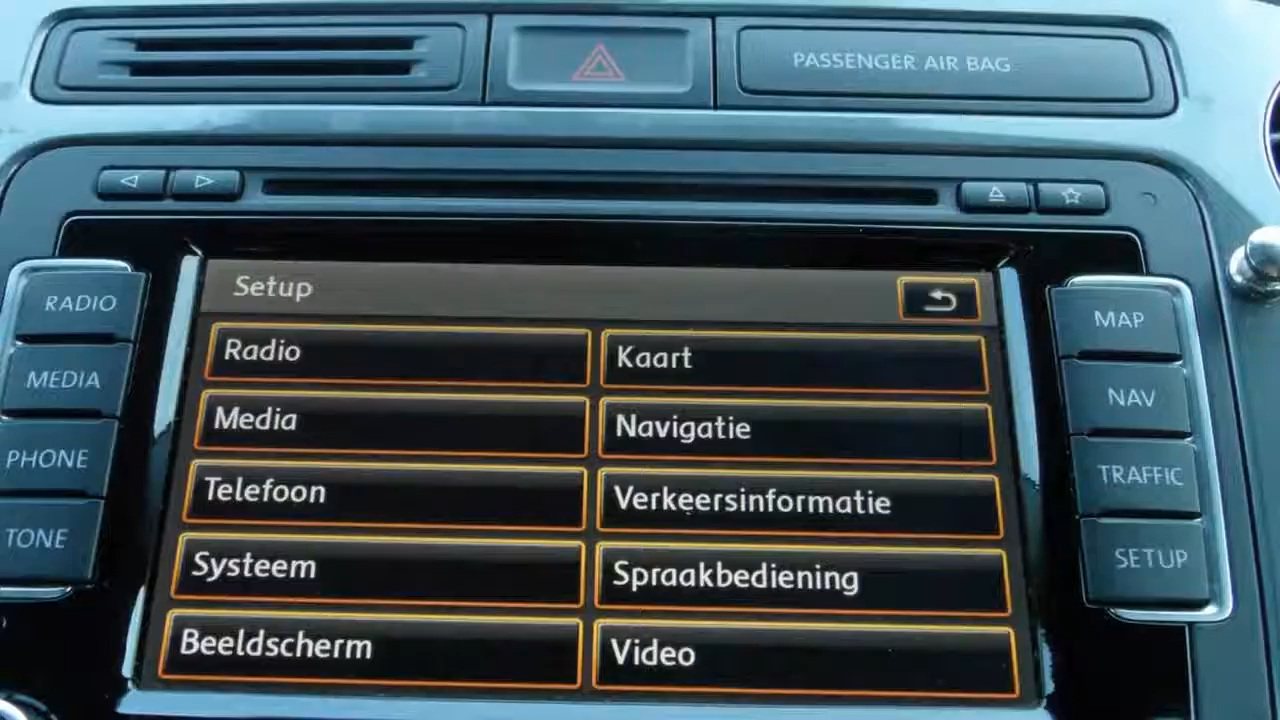 PASSENGER AIR BAG
RADIO
MEDIA
PHONE
TONE
Setup
Radio
Kaart
Media
Navigatie
Telefoon
Verkeersinformatie
Systeem
Spraakbediening
Beeldscherm
Video
MAP
NAV
TRAFFIC
SETUP